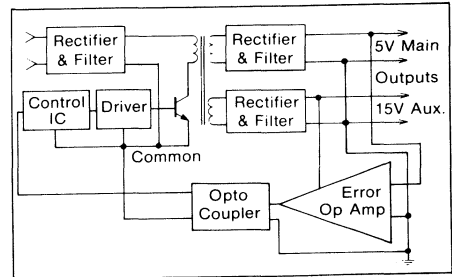 Rectifier
& Filter
Rectifier
& Filter
5V Main
Outputs
Control
IC
Driver
Rectifier
& Filter
15V Aux.
Common
Opto
Coupler
Error
Op Amp